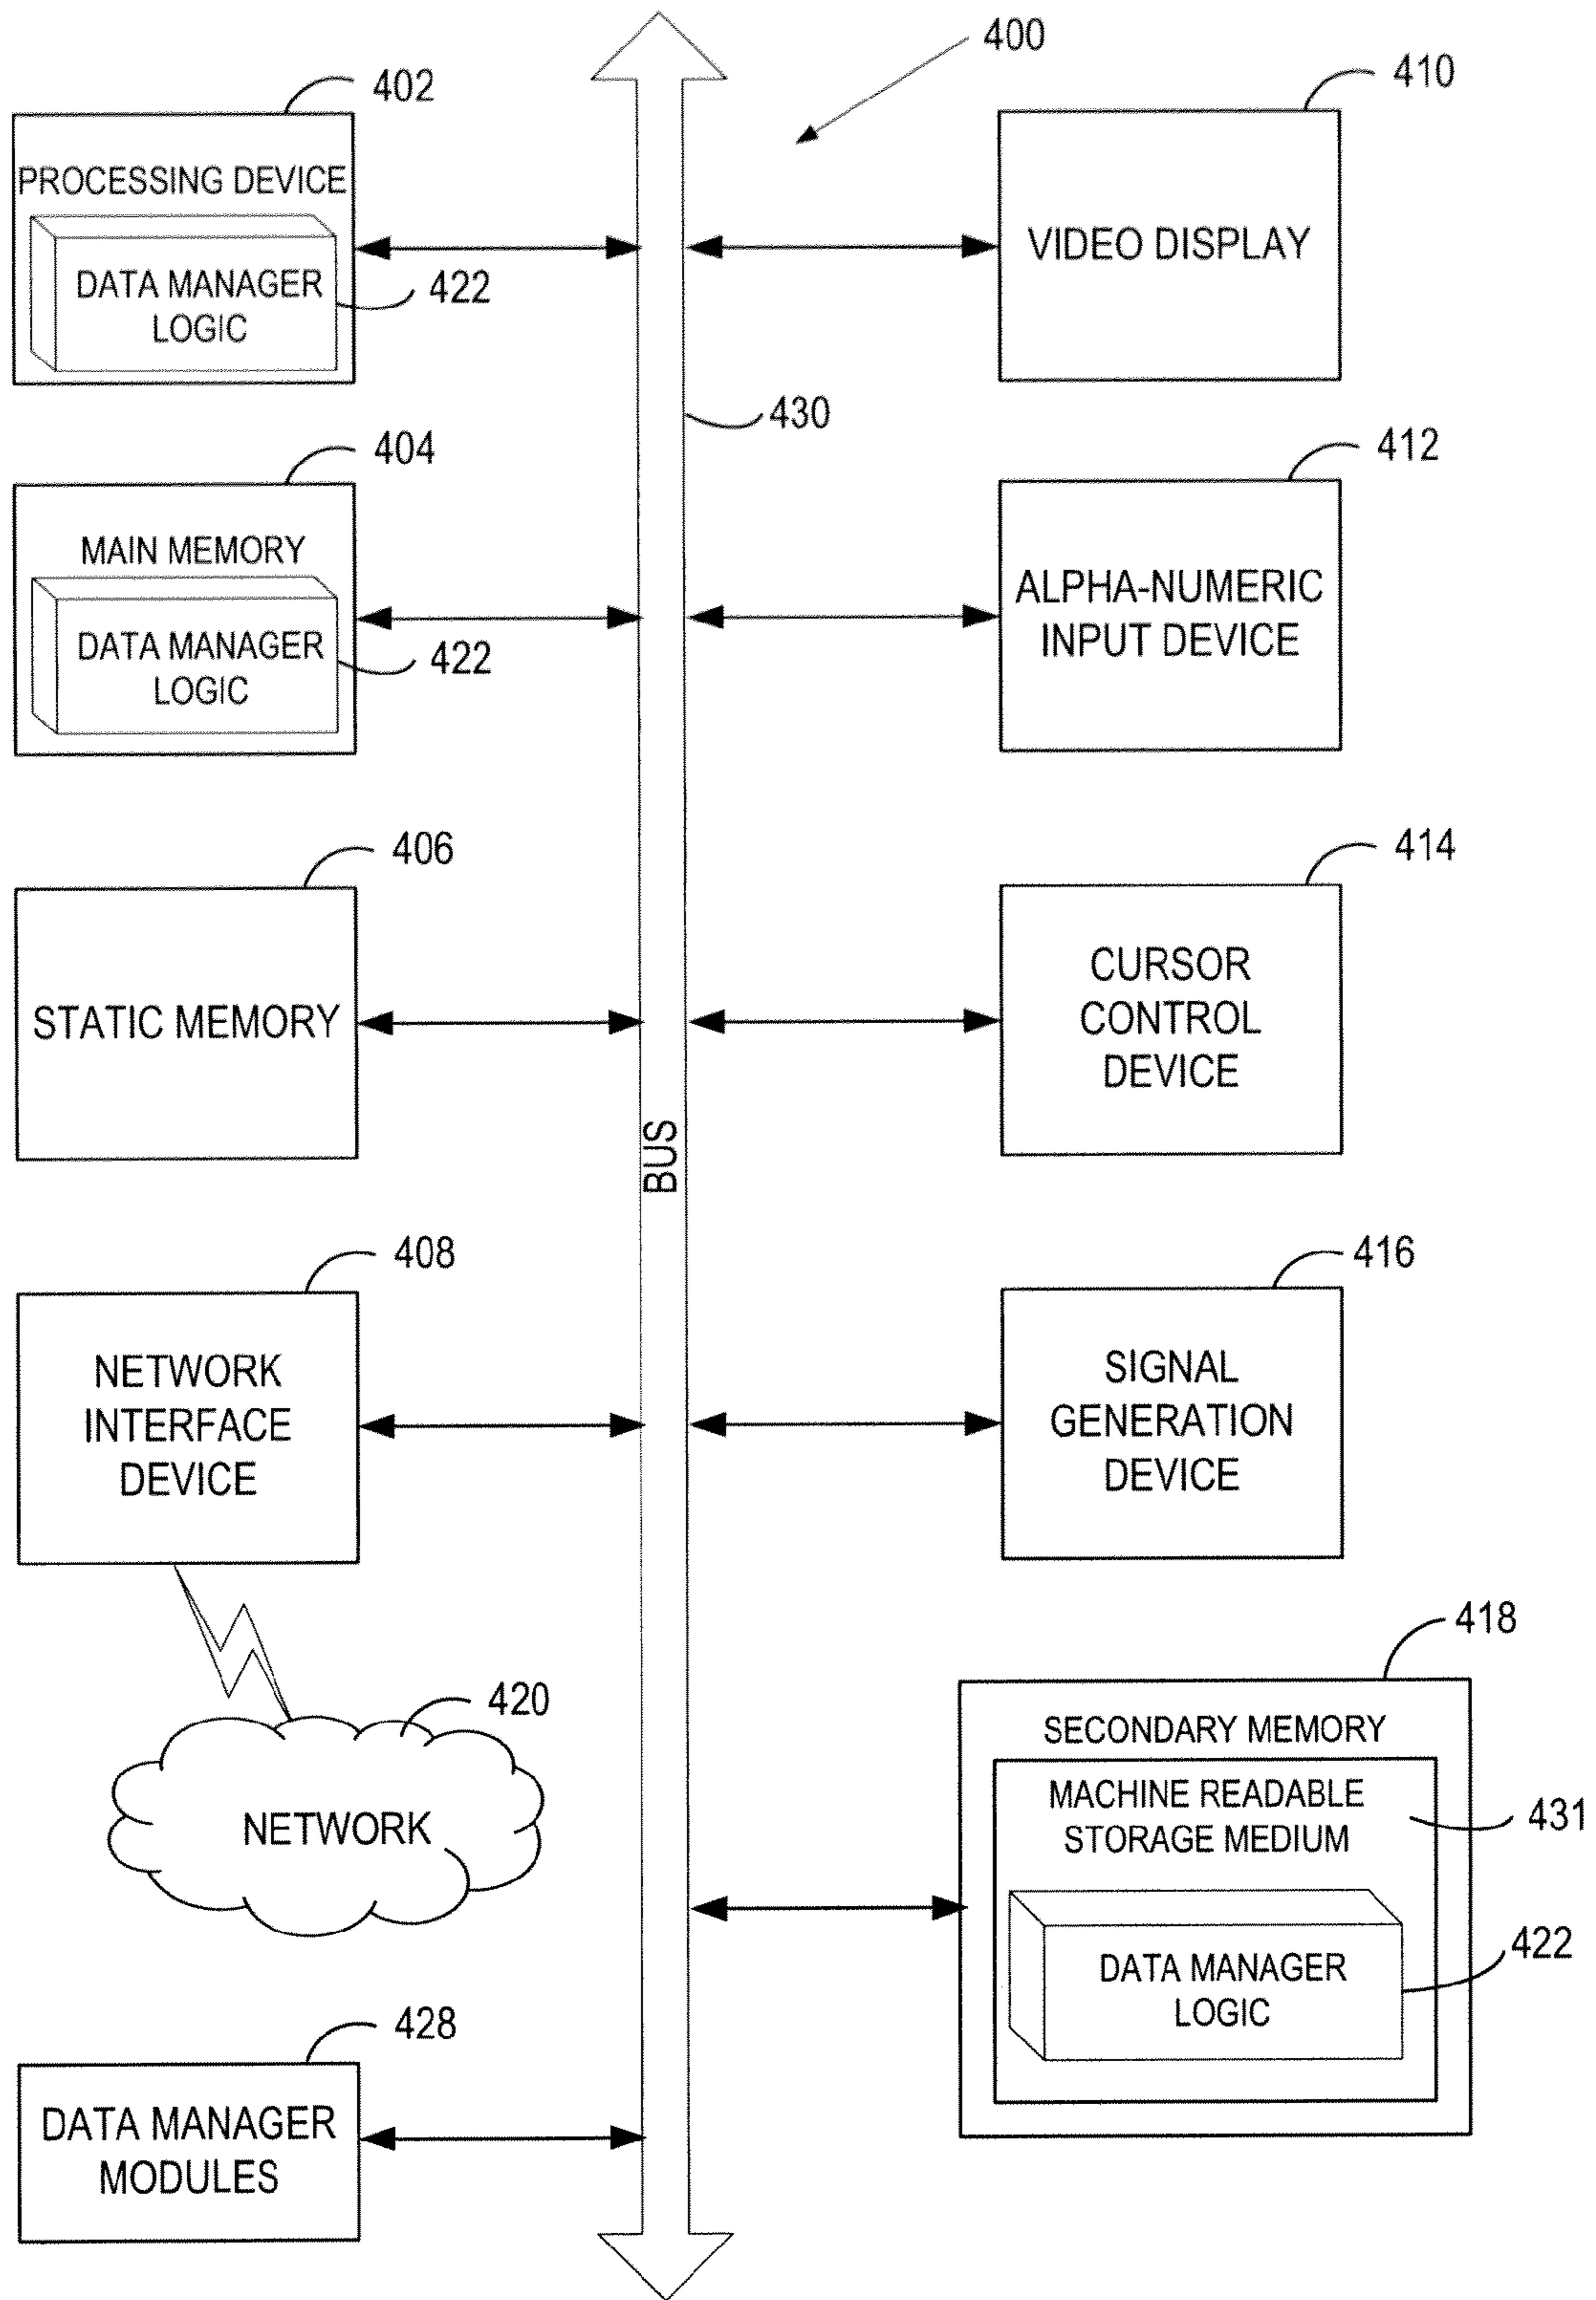 400
402
PROCESSING DEVICE
DATA MANAGER
LOGIC
422
404
MAIN MEMORY
DATA MANAGER
LOGIC
422
406
STATIC MEMORY
408
NETWORK
INTERFACE
DEVICE
420
NETWORK
428
DATA MANAGER
MODULES
430
BUS
410
VIDEO DISPLAY
412
ALPHA-NUMERIC
INPUT DEVICE
414
CURSOR
CONTROL
DEVICE
416
SIGNAL
GENERATION
DEVICE
418
SECONDARY MEMORY
MACHINE READABLE
STORAGE MEDIUM
431
DATA MANAGER
LOGIC
422